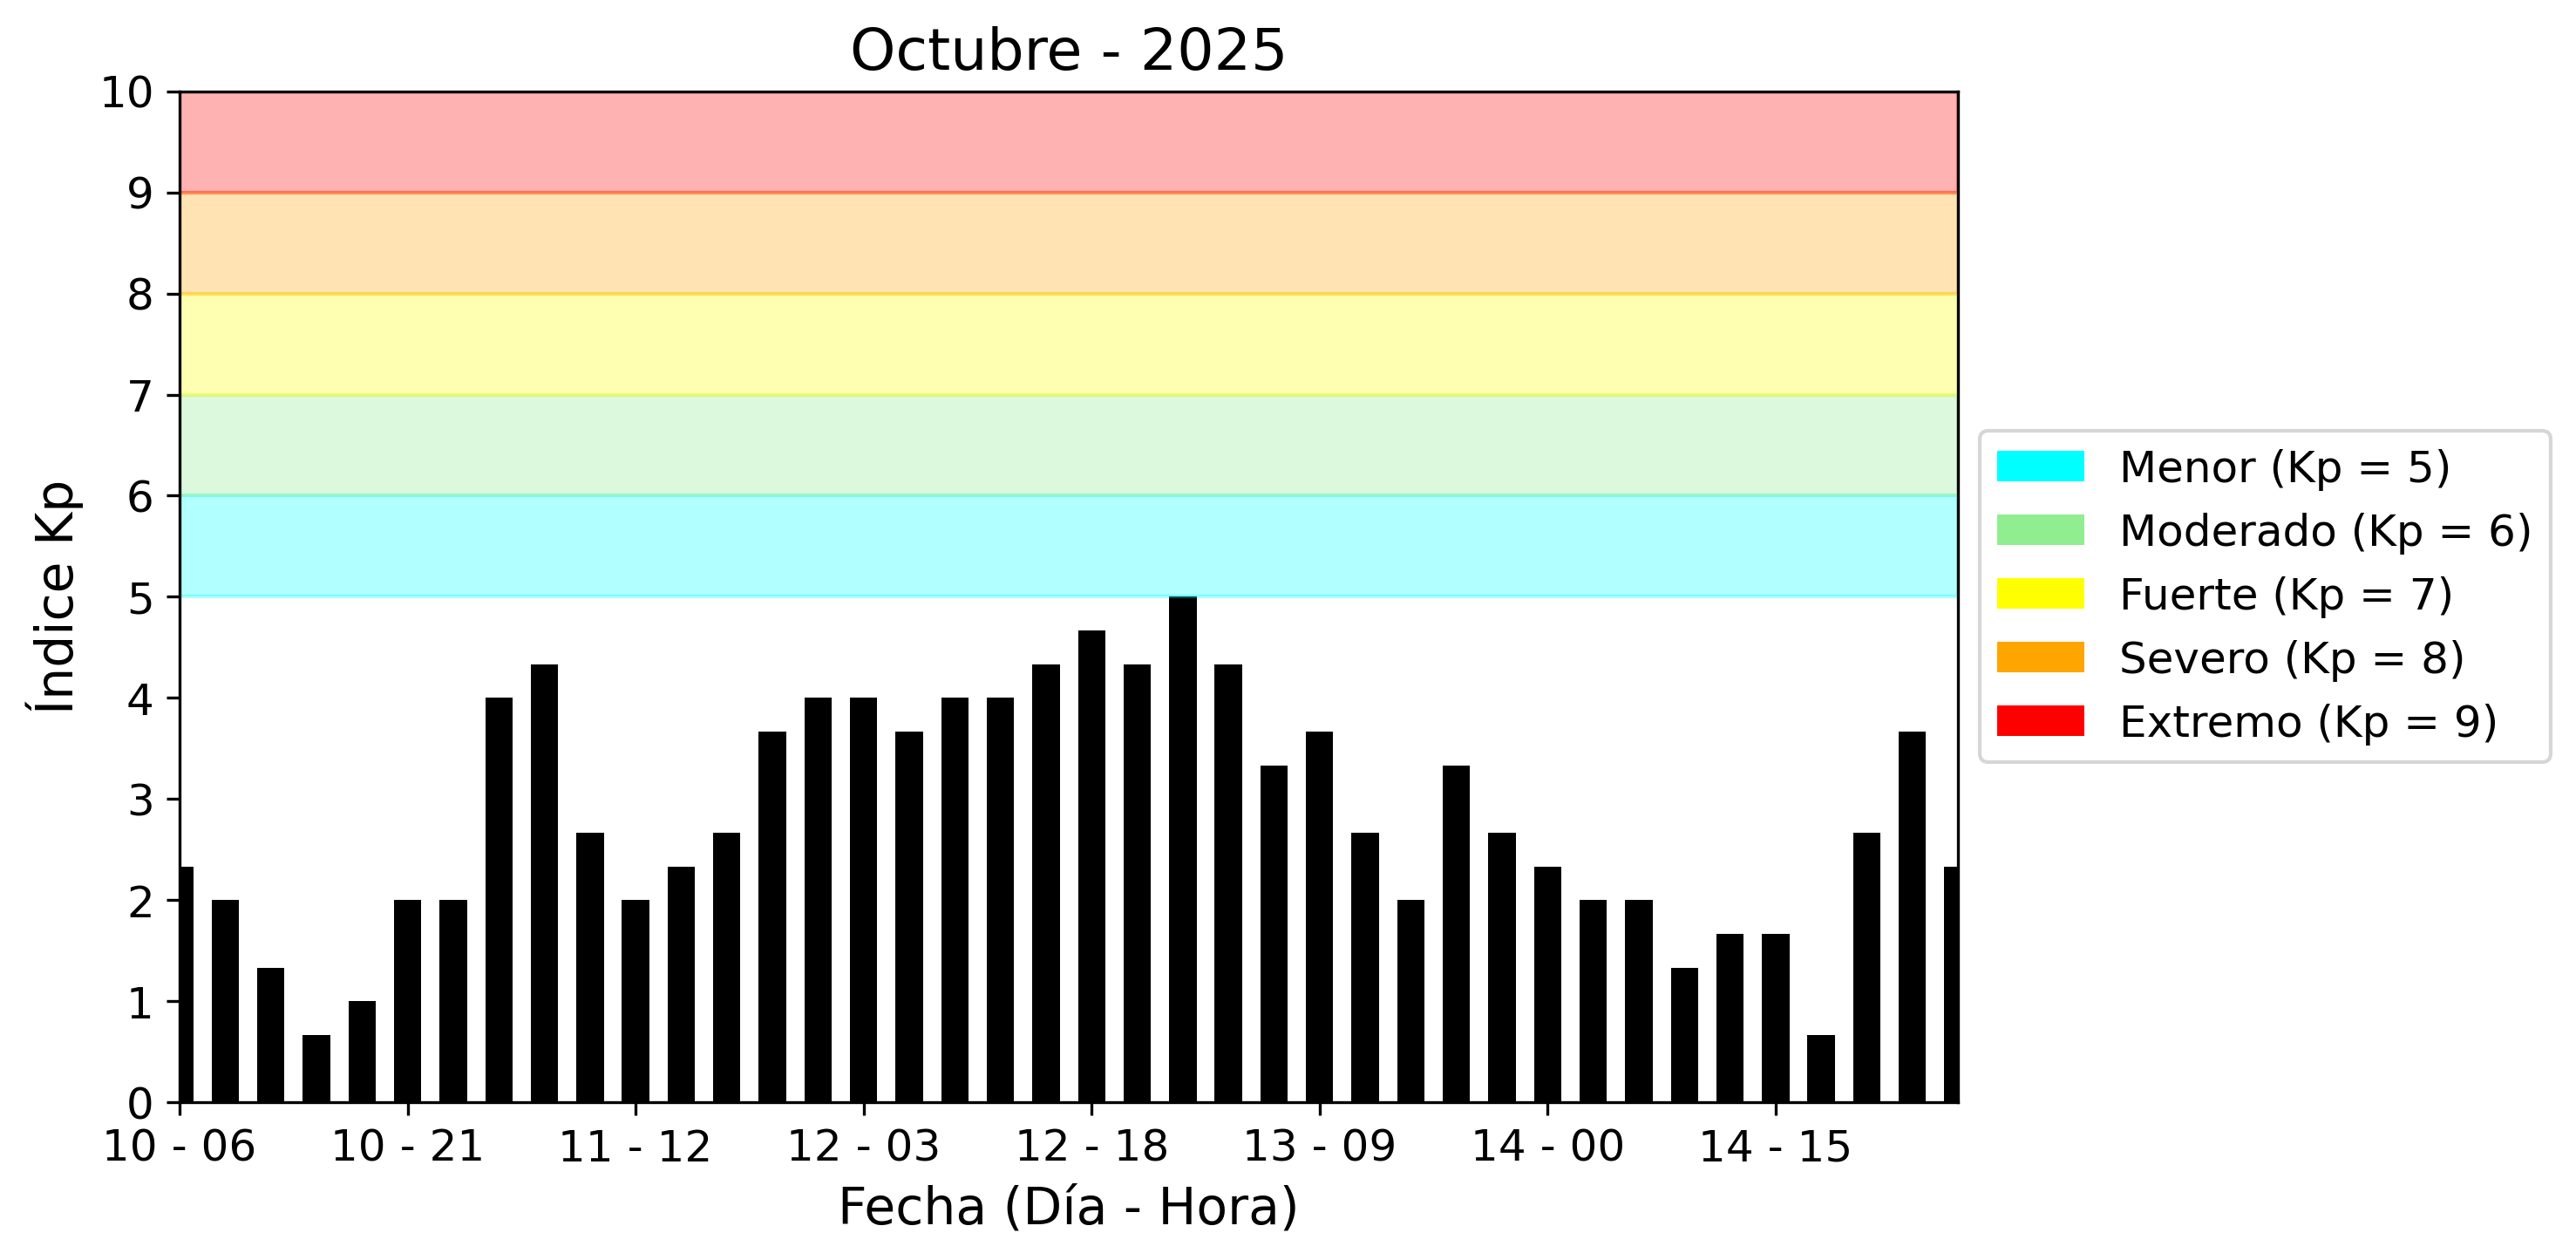 Octubre - 2025
10
9
8
7
6
5
4
3
2
1
0
Índice Kp
10 - 06
10 - 21
11 - 12
12 - 03
12 - 18
13 - 09
14 - 00
14 - 15
Fecha (Día - Hora)
Menor (Kp = 5)
Moderado (Kp = 6)
Fuerte (Kp = 7)
Severo (Kp = 8)
Extremo (Kp = 9)